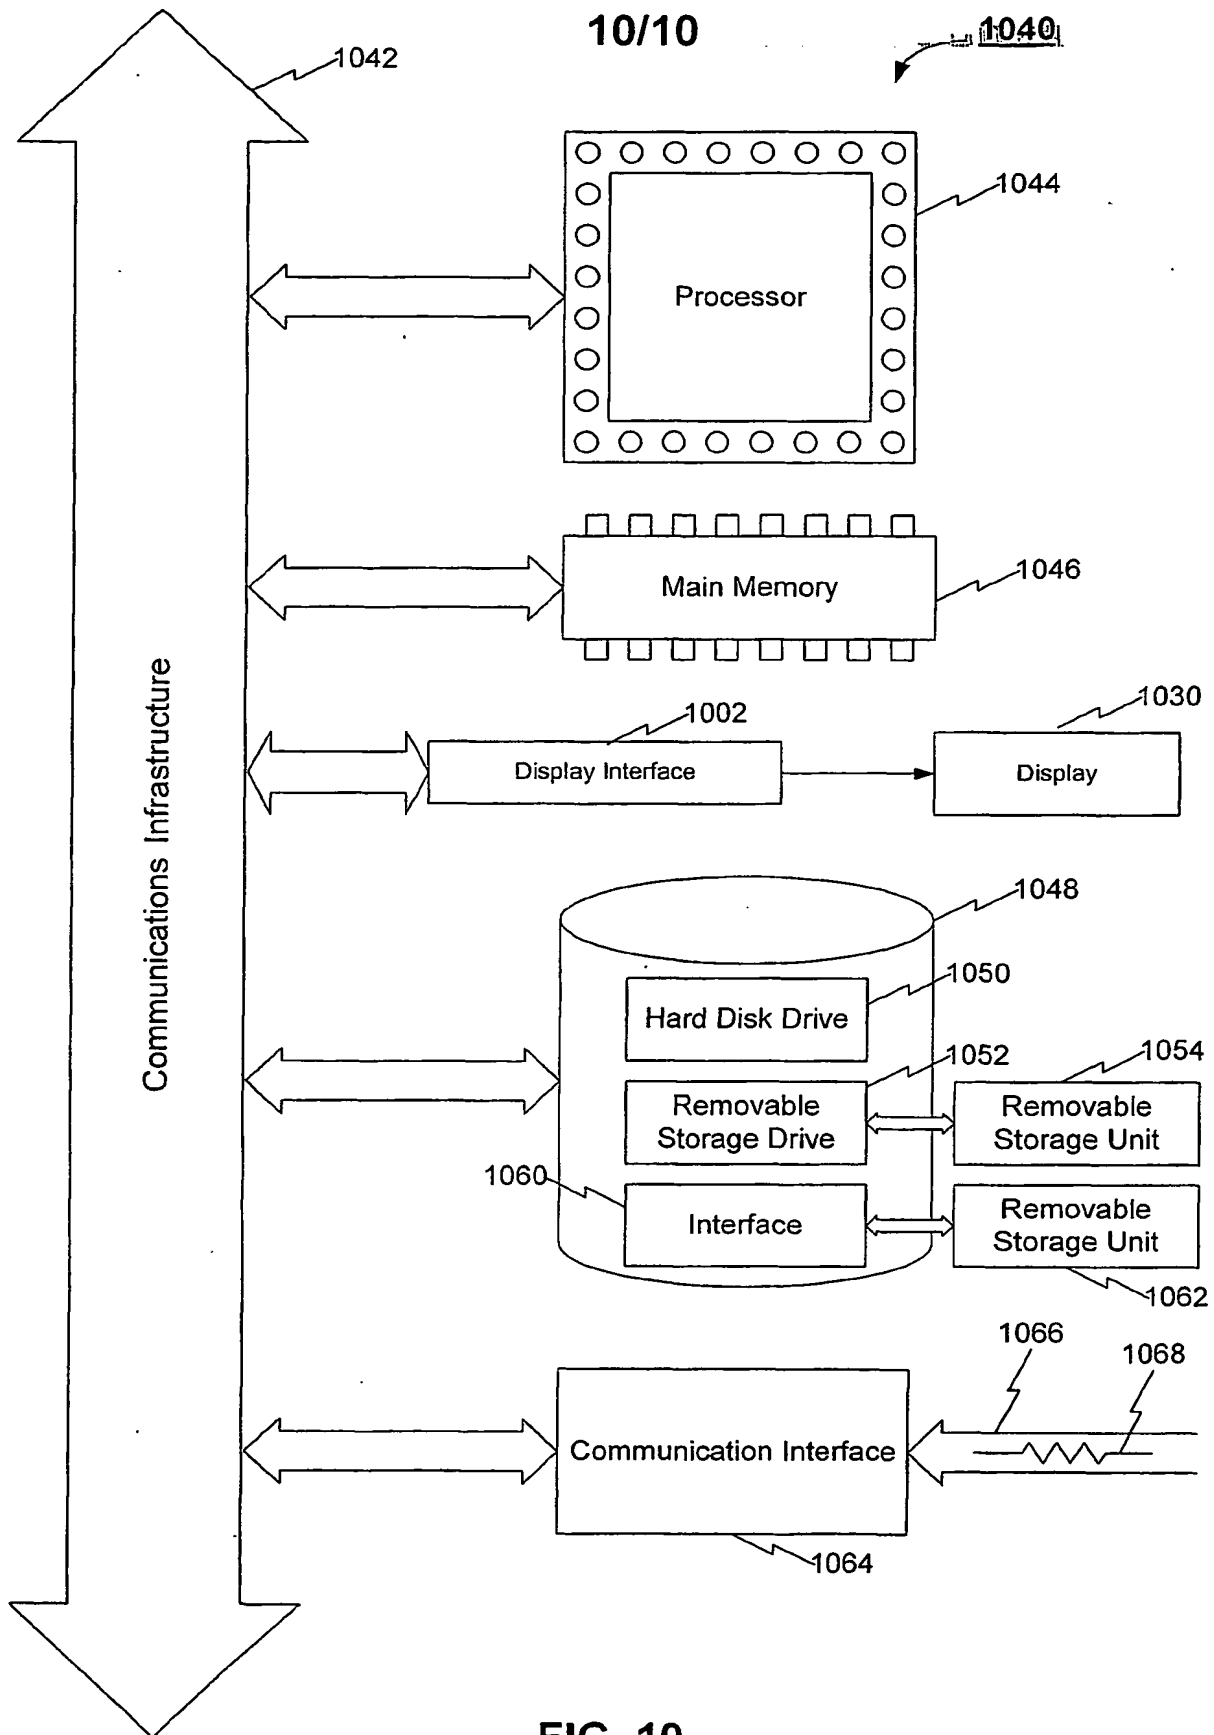 10/10
1040
1042
1044
Processor
Main Memory
1046
Communications Infrastructure
1002
Display Interface
1030
Display
1048
1050
Hard Disk Drive
1052
Removable
Storage Drive
1054
Removable
Storage Unit
1060
Interface
Removable
Storage Unit
1062
1066
1068
Communication Interface
1064
FIG. 10